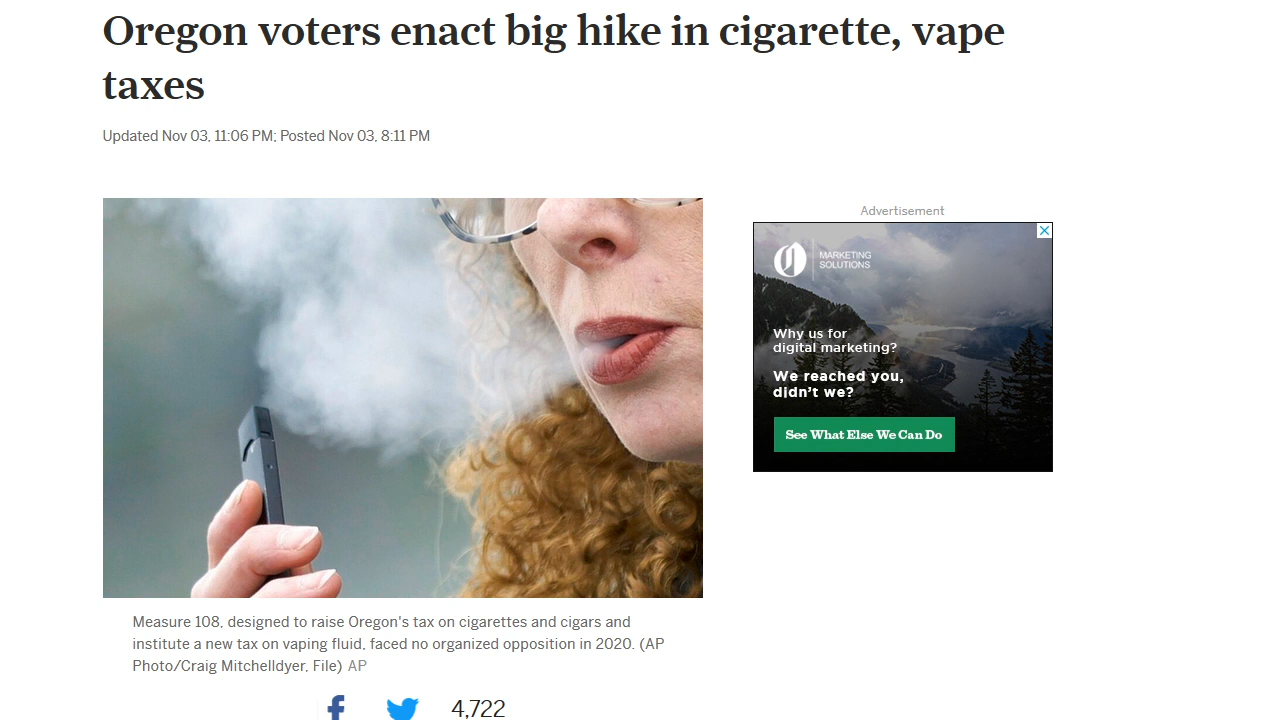 Oregon voters enact big hike in cigarette, vape
taxes
Updated Nov 03, 11:06 PM; Posted Nov 03, 8:11 PM
Advertisement
MARKETING
SOLUTIONS
Why us for
digital marketing?
We reached you,
didn't we?
See What Else We Can Do
Measure 108, designed to raise Oregon's tax on cigarettes and cigars and
institute a new tax on vaping fluid, faced no organized opposition in 2020. (AP
Photo/Craig Mitchelldyer, File) AP
4,722